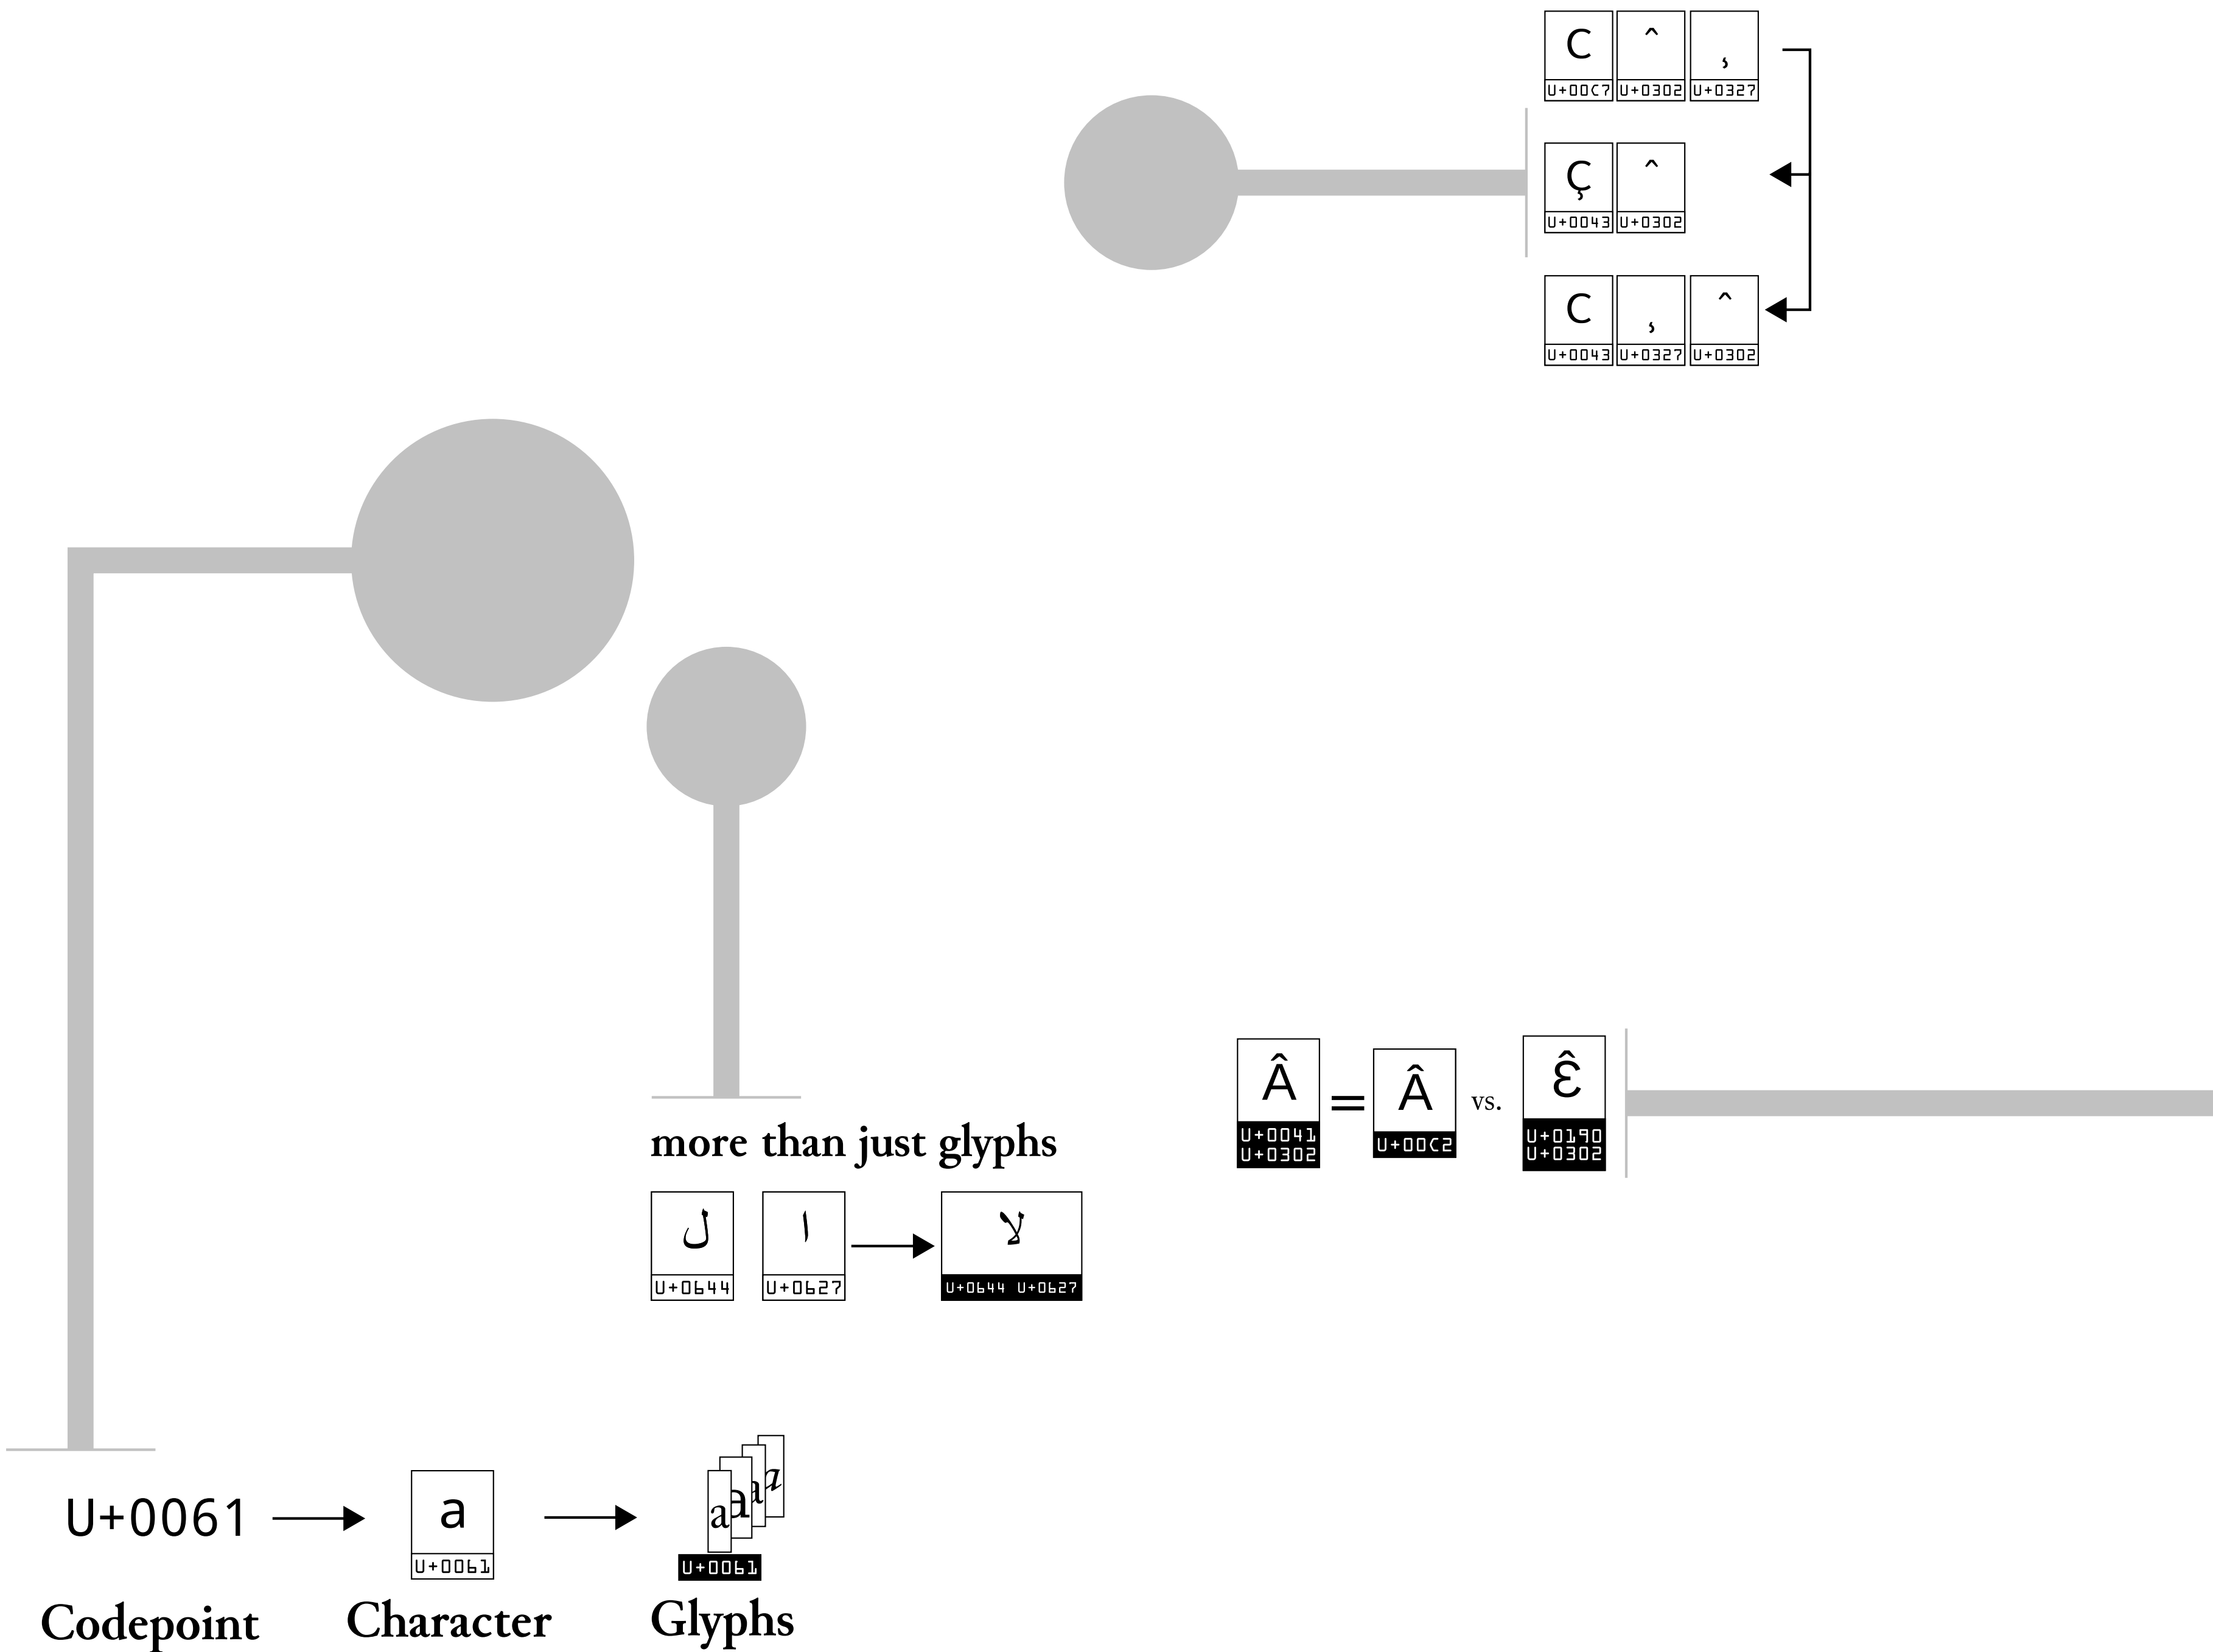 C ̂ ̧
U+00C7 U+0302 U+0327
Ç ̂
U+0043 U+0302
C ̧ ̂
U+0043 U+0327 U+0302
Â = Â vs. Ɛ̂
U+0041 U+00C2 U+0190
U+0302 U+0302
more than just glyphs
ل ا لا
U+0644 U+0627 U+0644 U+0627
U+0061 a a a a a
U+0061 U+0061
Codepoint Character Glyphs